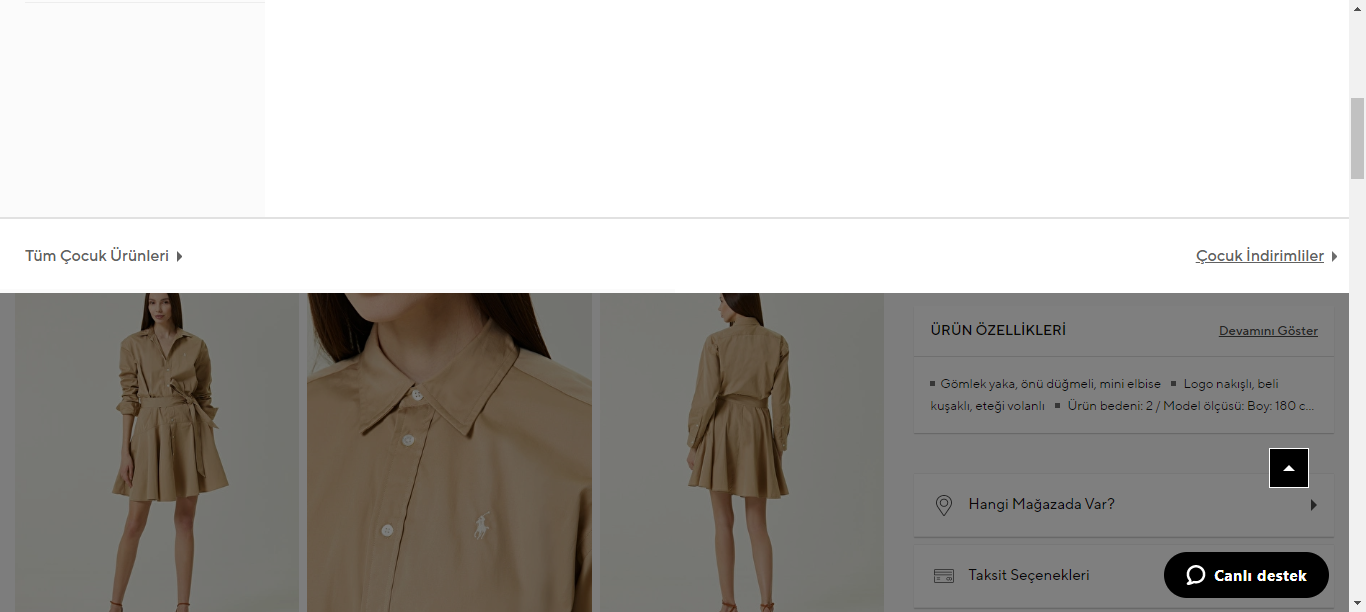 Tüm Çocuk Ürünleri
Çocuk İndirimliler
ÜRÜN ÖZELLİKLERİ
Devamını Göster
Gömlek yaka, önü düğmeli, mini elbise ▪ Logo nakışlı, beli
kuşaklı, eteği volanlı ▪ Ürün bedeni: 2 / Model ölçüsü: Boy: 180 c...
Hangi Mağazada Var?
Taksit Seçenekleri
Canlı destek